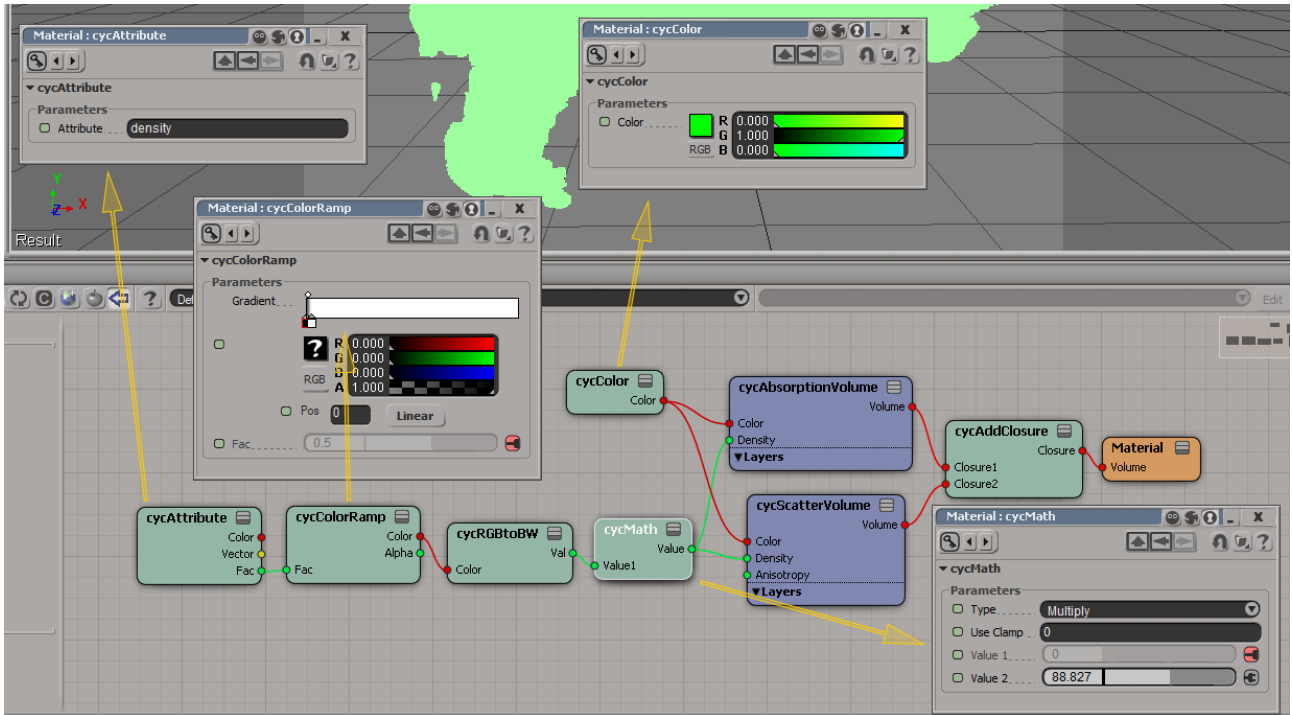 Material : cycAttribute
cycAttribute
Parameters
Attribute density
Material : cycColor
cycColor
Parameters
Color
R 0.000
G 1.000
RGB B 0.000
Y
X
Z
Result
Material : cycColorRamp
cycColorRamp
Parameters
Gradient
R 0.000
G 0.000
B 0.000
RGB
A 1.000
Pos 0 Linear
Fac 0.5
Def
Edit
cycColor
Color
cycAbsorptionVolume
Volume
Color
Density
Layers
cycAddClosure
Closure
Closure1
Closure2
Material
Volume
cycAttribute
Color
Vector
Fac
cycColorRamp
Color
Alpha
Fac
cycRGBtoBW
Val
Color
cycMath
Value
Value1
cycScatterVolume
Volume
Color
Density
Anisotropy
Layers
Material : cycMath
cycMath
Parameters
Type Multiply
Use Clamp 0
Value 1 0
Value 2 88.827